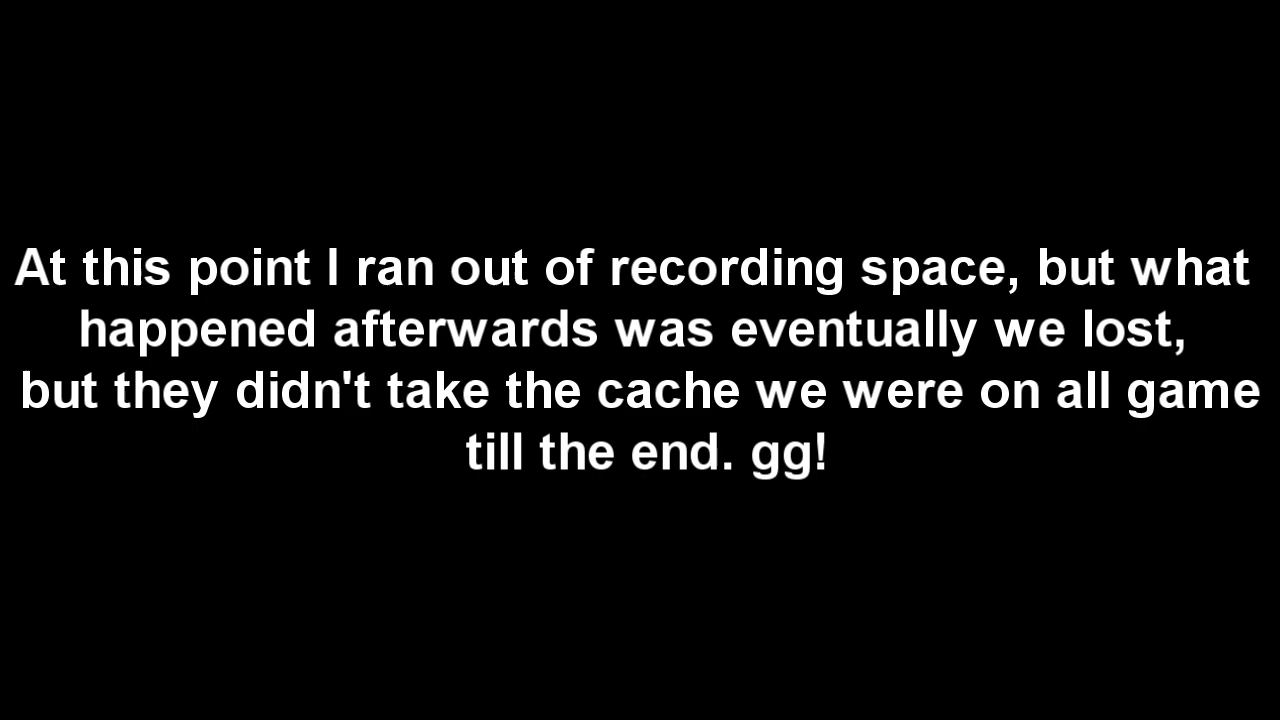 At this point I ran out of recording space, but what
happened afterwards was eventually we lost,
but they didn't take the cache we were on all game
till the end. gg!